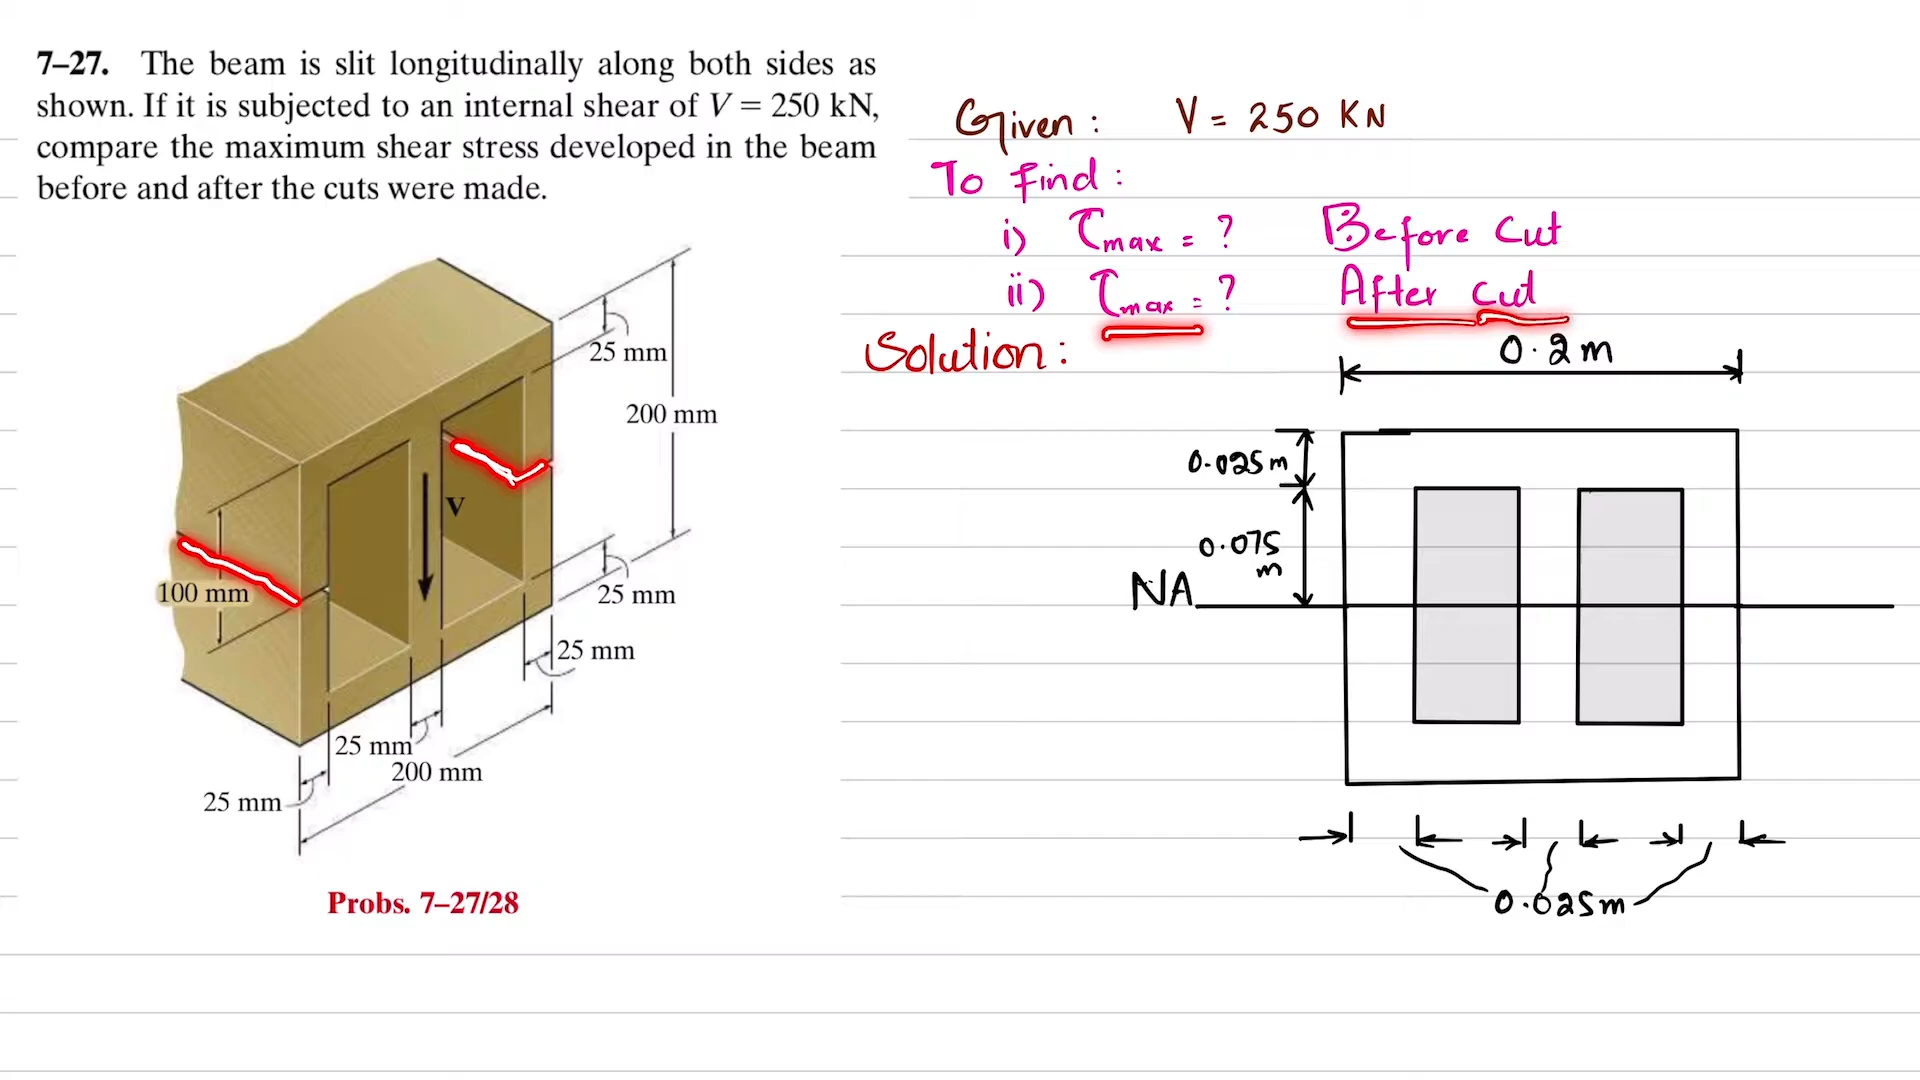 7–27. The beam is slit longitudinally along both sides as
shown. If it is subjected to an internal shear of V = 250 kN,
compare the maximum shear stress developed in the beam
before and after the cuts were made.
25 mm
200 mm
V
100 mm
25 mm
25 mm
25 mm
200 mm
25 mm
Probs. 7–27/28
Given : V = 250 KN
To find :
i) τmax = ? Before Cut
ii) τmax = ? After Cut
Solution :
0.2 m
0.025 m
0.075
m
NA
0.025 m